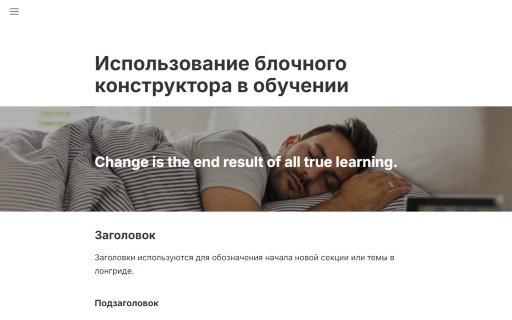 Использование блочного
конструктора в обучении
Change is the end result of all true learning.
Заголовок
Заголовки используются для обозначения начала новой секции или темы в
лонгриде.
Подзаголовок